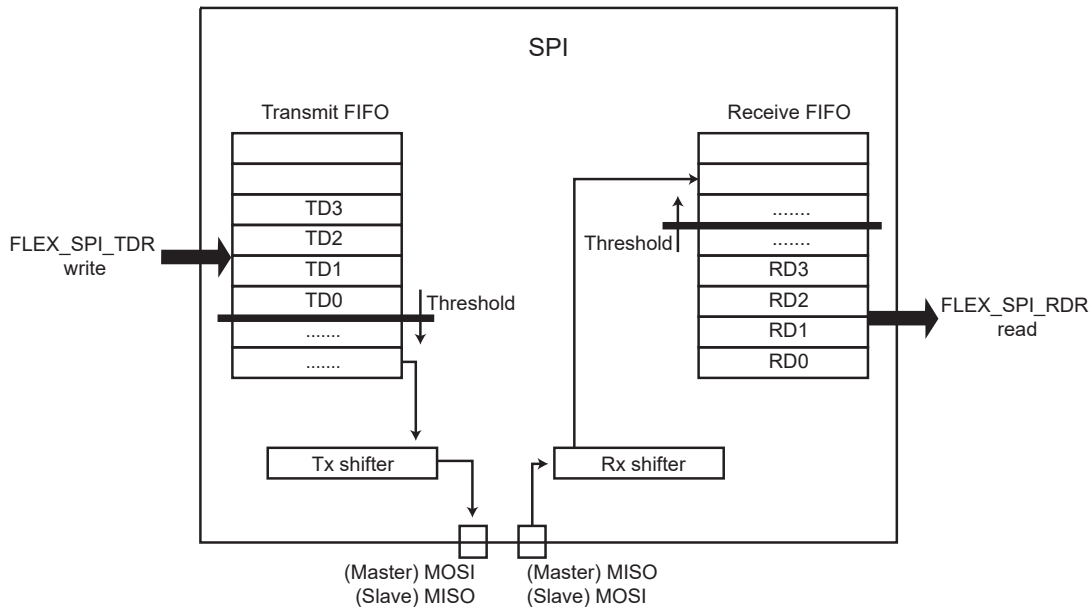 SPI
Transmit FIFO
TD3
TD2
TD1
TD0
.......
.......
FLEX_SPI_TDR
write
Threshold
Tx shifter
(Master) MOSI
(Slave) MISO
Receive FIFO
.......
.......
RD3
RD2
RD1
RD0
Threshold
FLEX_SPI_RDR
read
Rx shifter
(Master) MISO
(Slave) MOSI